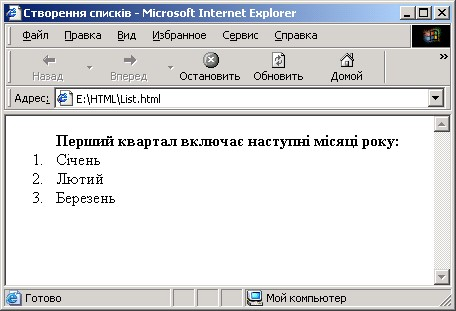 Створення списків - Microsoft Internet Explorer
Файл Правка Вид Избранное Сервис Справка
Назад Вперед Остановить Обновить Домой »
Адрес: E:\HTML\List.html
Перший квартал включає наступні місяці року:
1. Січень
2. Лютий
3. Березень
Готово Мой компьютер